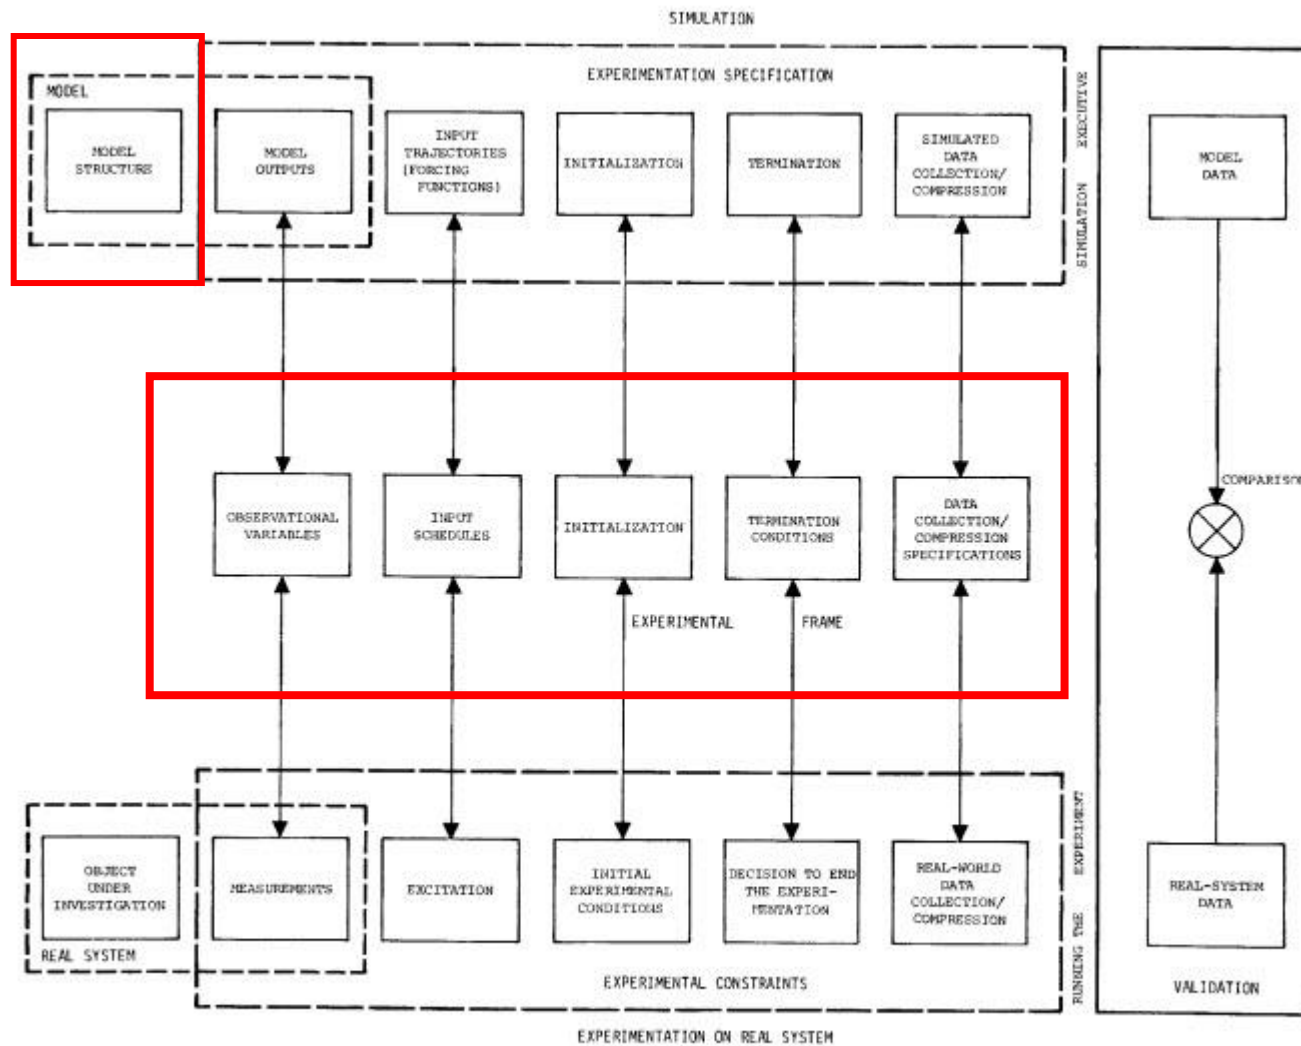 SIMULATION
EXPERIMENTATION SPECIFICATION
MODEL
MODEL
STRUCTURE
MODEL
OUTPUTS
INPUT
TRAJECTORIES
[FORCING
FUNCTIONS]
INITIALIZATION
TERMINATION
SIMULATED
DATA
COLLECTION/
COMPRESSION
SIMULATION EXECUTIVE
MODEL
DATA
OBSERVATIONAL
VARIABLES
INPUT
SCHEDULES
INITIALIZATION
TERMINATION
CONDITIONS
DATA
COLLECTION/
COMPRESSION
SPECIFICATIONS
COMPARISON
EXPERIMENTAL FRAME
OBJECT
UNDER
INVESTIGATION
MEASUREMENTS
EXCITATION
INITIAL
EXPERIMENTAL
CONDITIONS
DECISION TO END
THE EXPERI-
MENTATION
REAL-WORLD
DATA
COLLECTION/
COMPRESSION
RUNNING THE EXPERIMENT
REAL-SYSTEM
DATA
REAL SYSTEM
EXPERIMENTAL CONSTRAINTS
VALIDATION
EXPERIMENTATION ON REAL SYSTEM